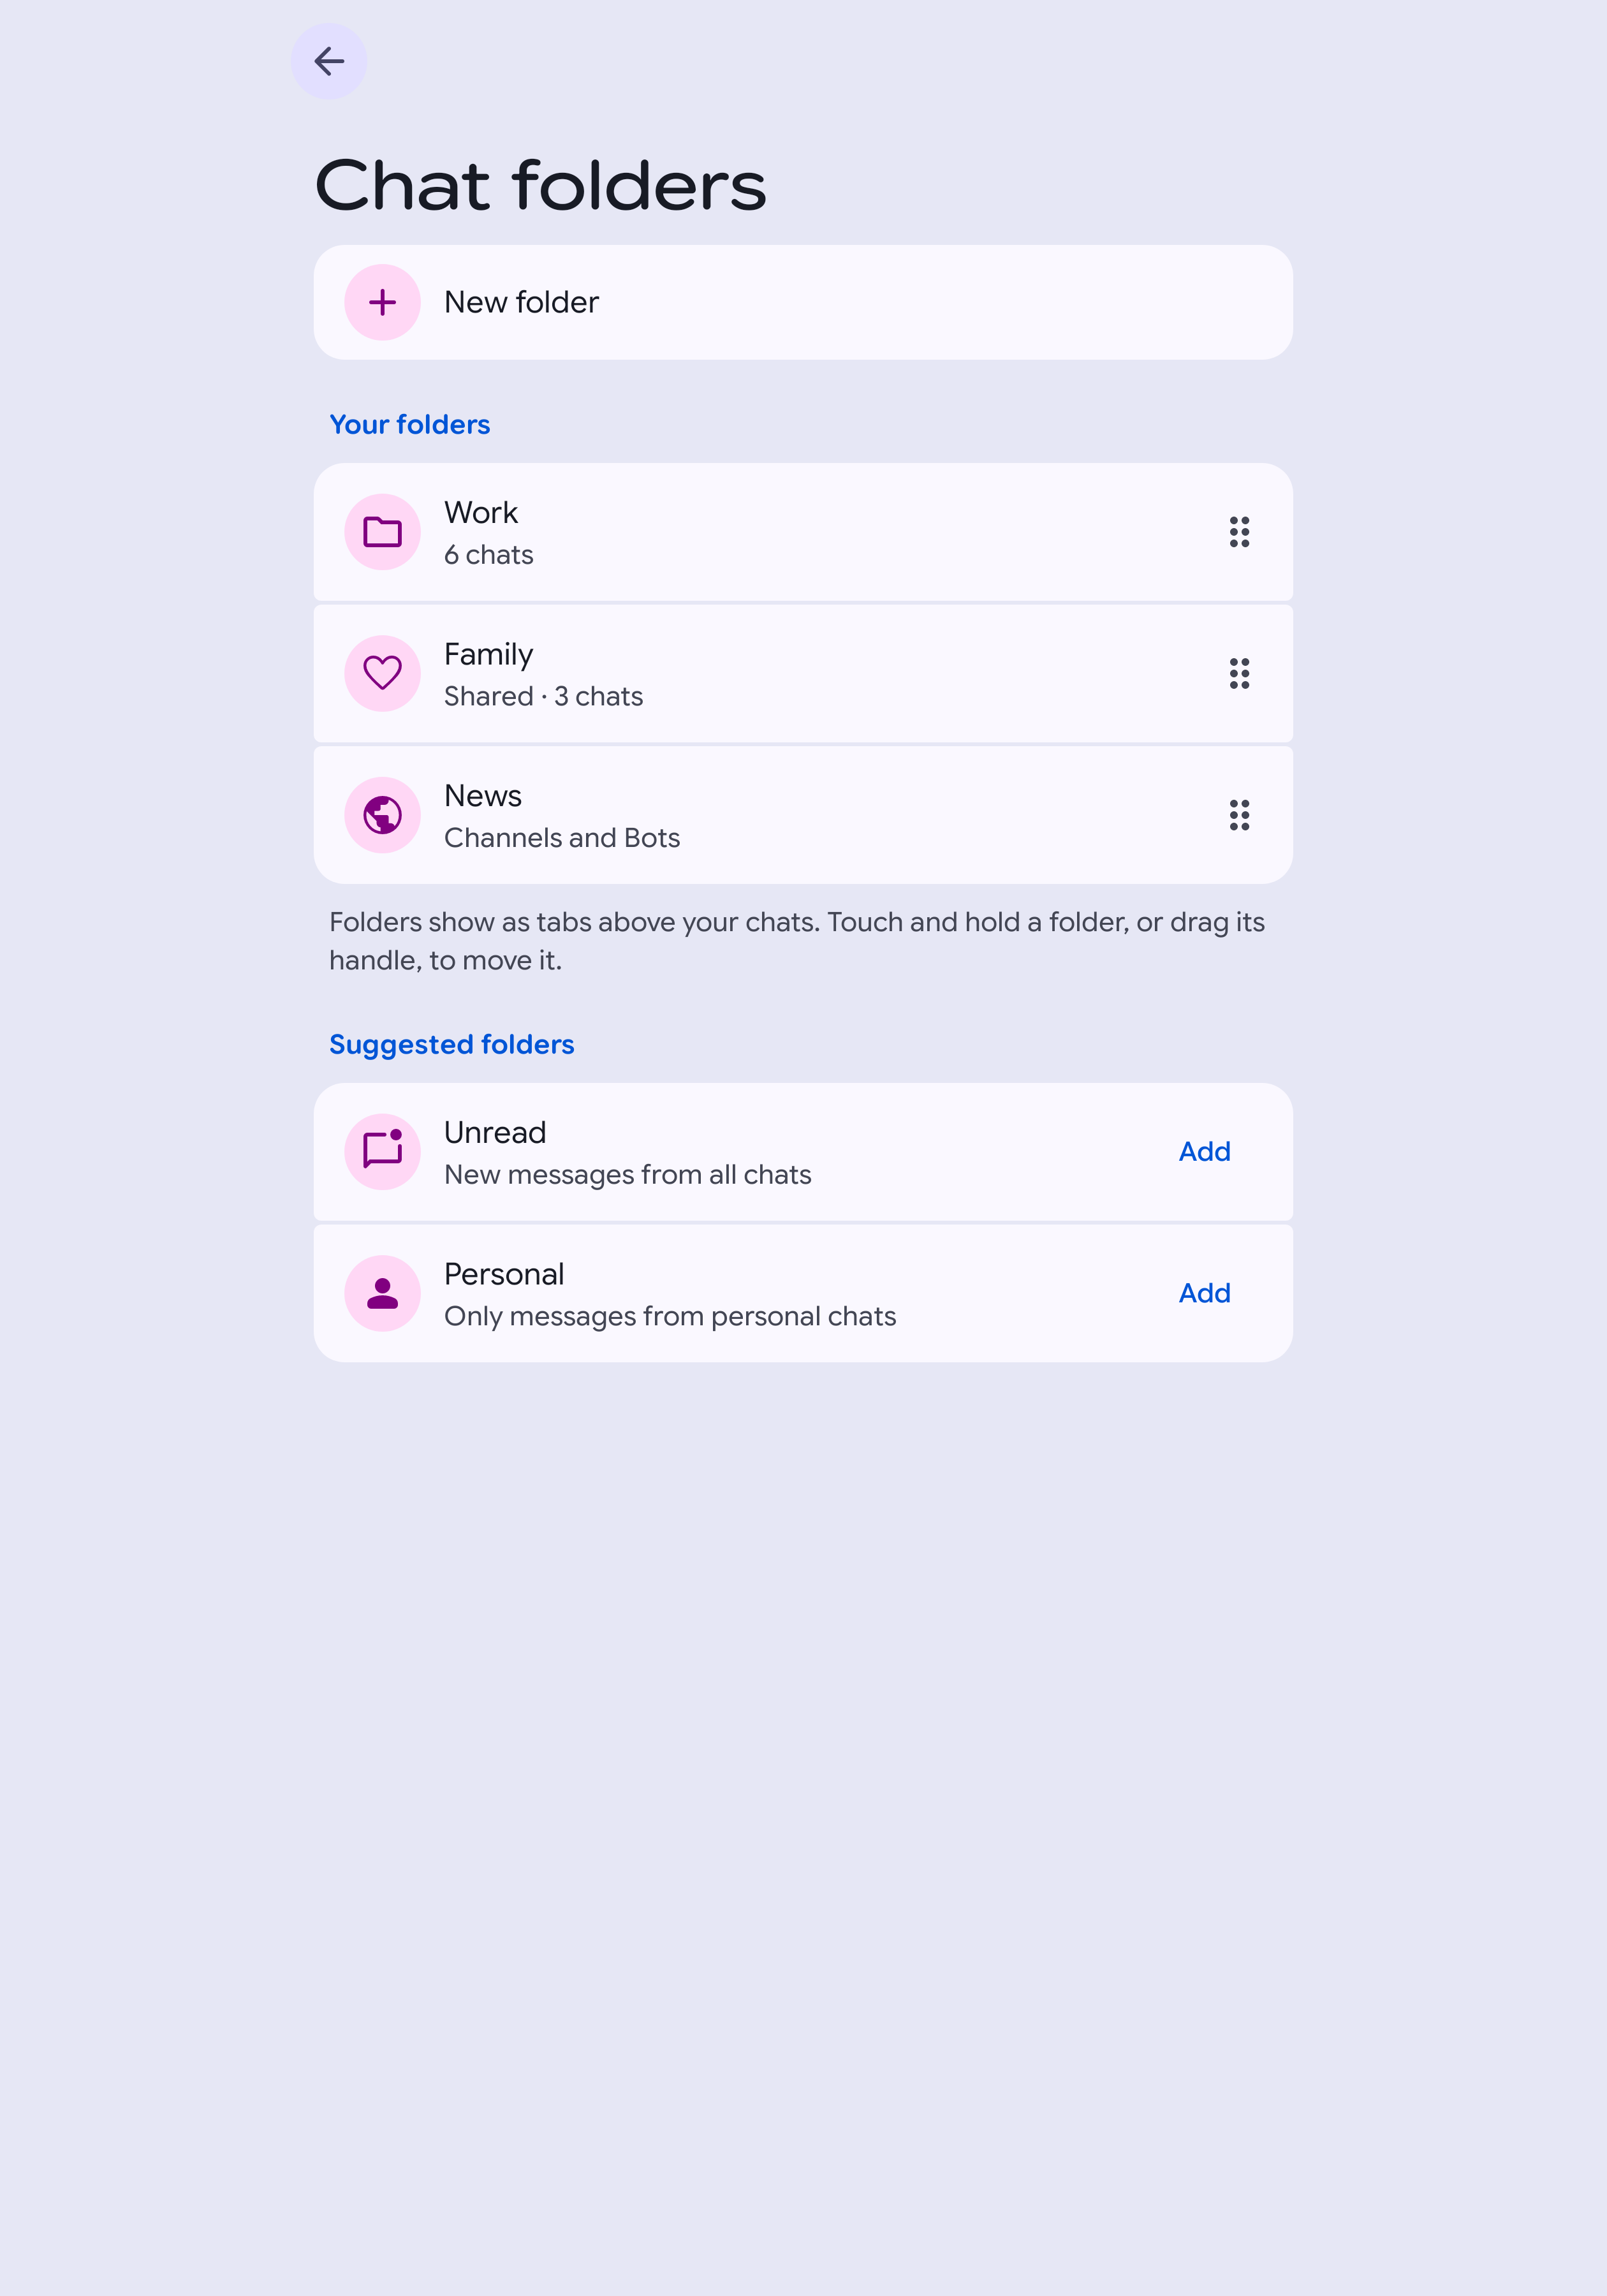 Chat folders
New folder
Your folders
Work
6 chats
Family
Shared · 3 chats
News
Channels and Bots
Folders show as tabs above your chats. Touch and hold a folder, or drag its
handle, to move it.
Suggested folders
Unread
New messages from all chats
Add
Personal
Only messages from personal chats
Add